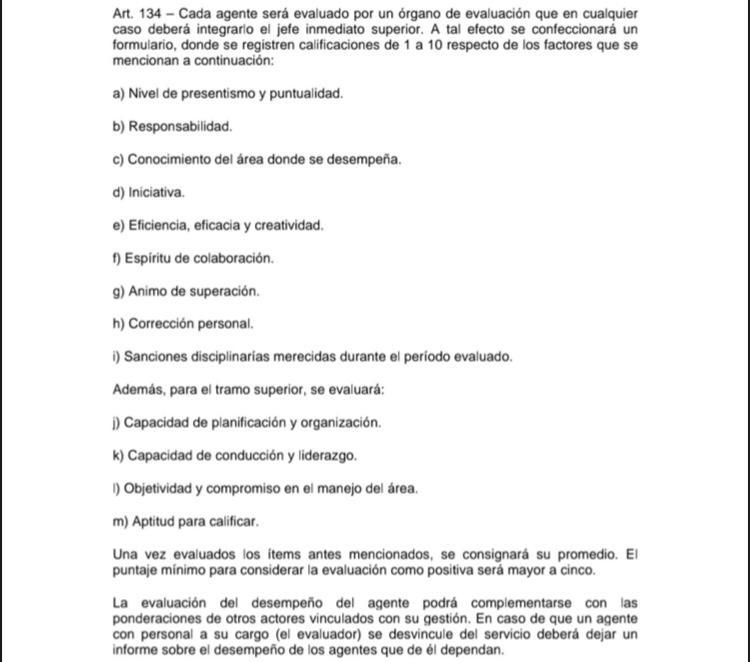 Art. 134 – Cada agente será evaluado por un órgano de evaluación que en cualquier
caso deberá integrarlo el jefe inmediato superior. A tal efecto se confeccionará un
formulario, donde se registren calificaciones de 1 a 10 respecto de los factores que se
mencionan a continuación:
a) Nivel de presentismo y puntualidad.
b) Responsabilidad.
c) Conocimiento del área donde se desempeña.
d) Iniciativa.
e) Eficiencia, eficacia y creatividad.
f) Espíritu de colaboración.
g) Animo de superación.
h) Corrección personal.
i) Sanciones disciplinarías merecidas durante el período evaluado.
Además, para el tramo superior, se evaluará:
j) Capacidad de planificación y organización.
k) Capacidad de conducción y liderazgo.
l) Objetividad y compromiso en el manejo del área.
m) Aptitud para calificar.
Una vez evaluados los ítems antes mencionados, se consignará su promedio. El
puntaje mínimo para considerar la evaluación como positiva será mayor a cinco.
La evaluación del desempeño del agente podrá complementarse con las
ponderaciones de otros actores vinculados con su gestión. En caso de que un agente
con personal a su cargo (el evaluador) se desvincule del servicio deberá dejar un
informe sobre el desempeño de los agentes que de él dependan.